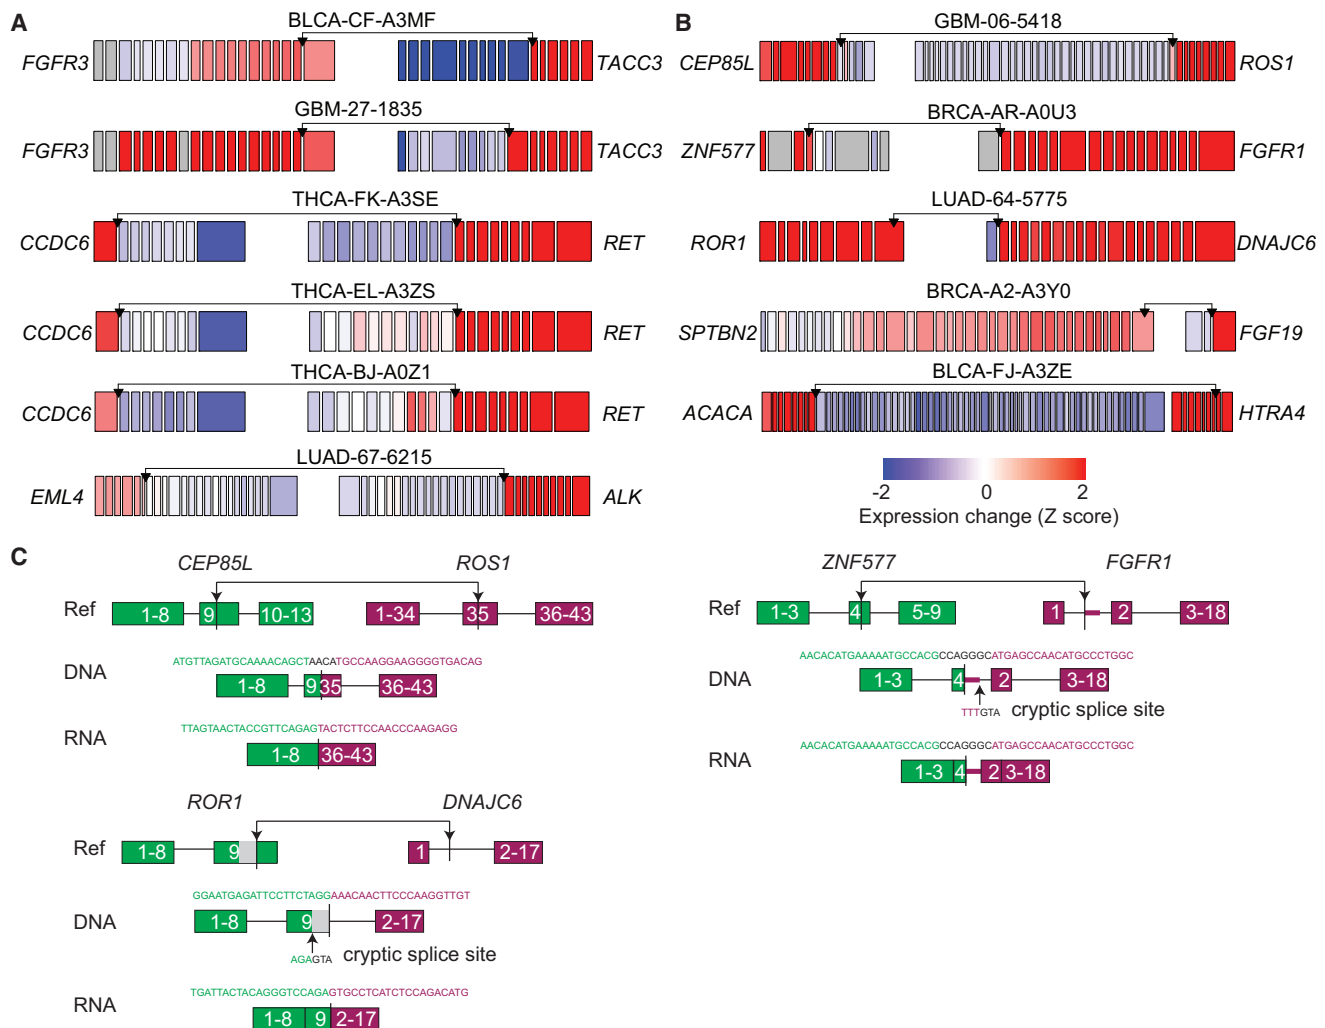 A
BLCA-CF-A3MF
FGFR3
TACC3
GBM-27-1835
FGFR3
TACC3
THCA-FK-A3SE
CCDC6
RET
THCA-EL-A3ZS
CCDC6
RET
THCA-BJ-A0Z1
CCDC6
RET
LUAD-67-6215
EML4
ALK
B
GBM-06-5418
CEP85L
ROS1
BRCA-AR-A0U3
ZNF577
FGFR1
LUAD-64-5775
ROR1
DNAJC6
BRCA-A2-A3Y0
SPTBN2
FGF19
BLCA-FJ-A3ZE
ACACA
HTRA4
-2 0 2
Expression change (Z score)
C
CEP85L ROS1
Ref 1-8 9 10-13 1-34 35 36-43
ATGTTAGATGCAAAACAGCTAACATGCCAAGGAAGGGGTGACAG
DNA 1-8 9 35 36-43
TTAGTAACTACCGTTCAGAGTACTCTTCCAACCCAAGAGG
RNA 1-8 36-43
ROR1 DNAJC6
Ref 1-8 9 1 2-17
GGAATGAGATTCCTTCTAGGAAACAACTTCCCAAGGTTGT
DNA 1-8 9 2-17
AGAGTA cryptic splice site
TGATTACTACAGGGTCCAGAGTGCCTCATCTCCAGACATG
RNA 1-8 9 2-17
ZNF577 FGFR1
Ref 1-3 4 5-9 1 2 3-18
AACACATGAAAAATGCCACGCCAGGGCATGAGCCAACATGCCCTGGC
DNA 1-3 4 2 3-18
TTTGTA cryptic splice site
AACACATGAAAAATGCCACGCCAGGGCATGAGCCAACATGCCCTGGC
RNA 1-3 4 2 3-18